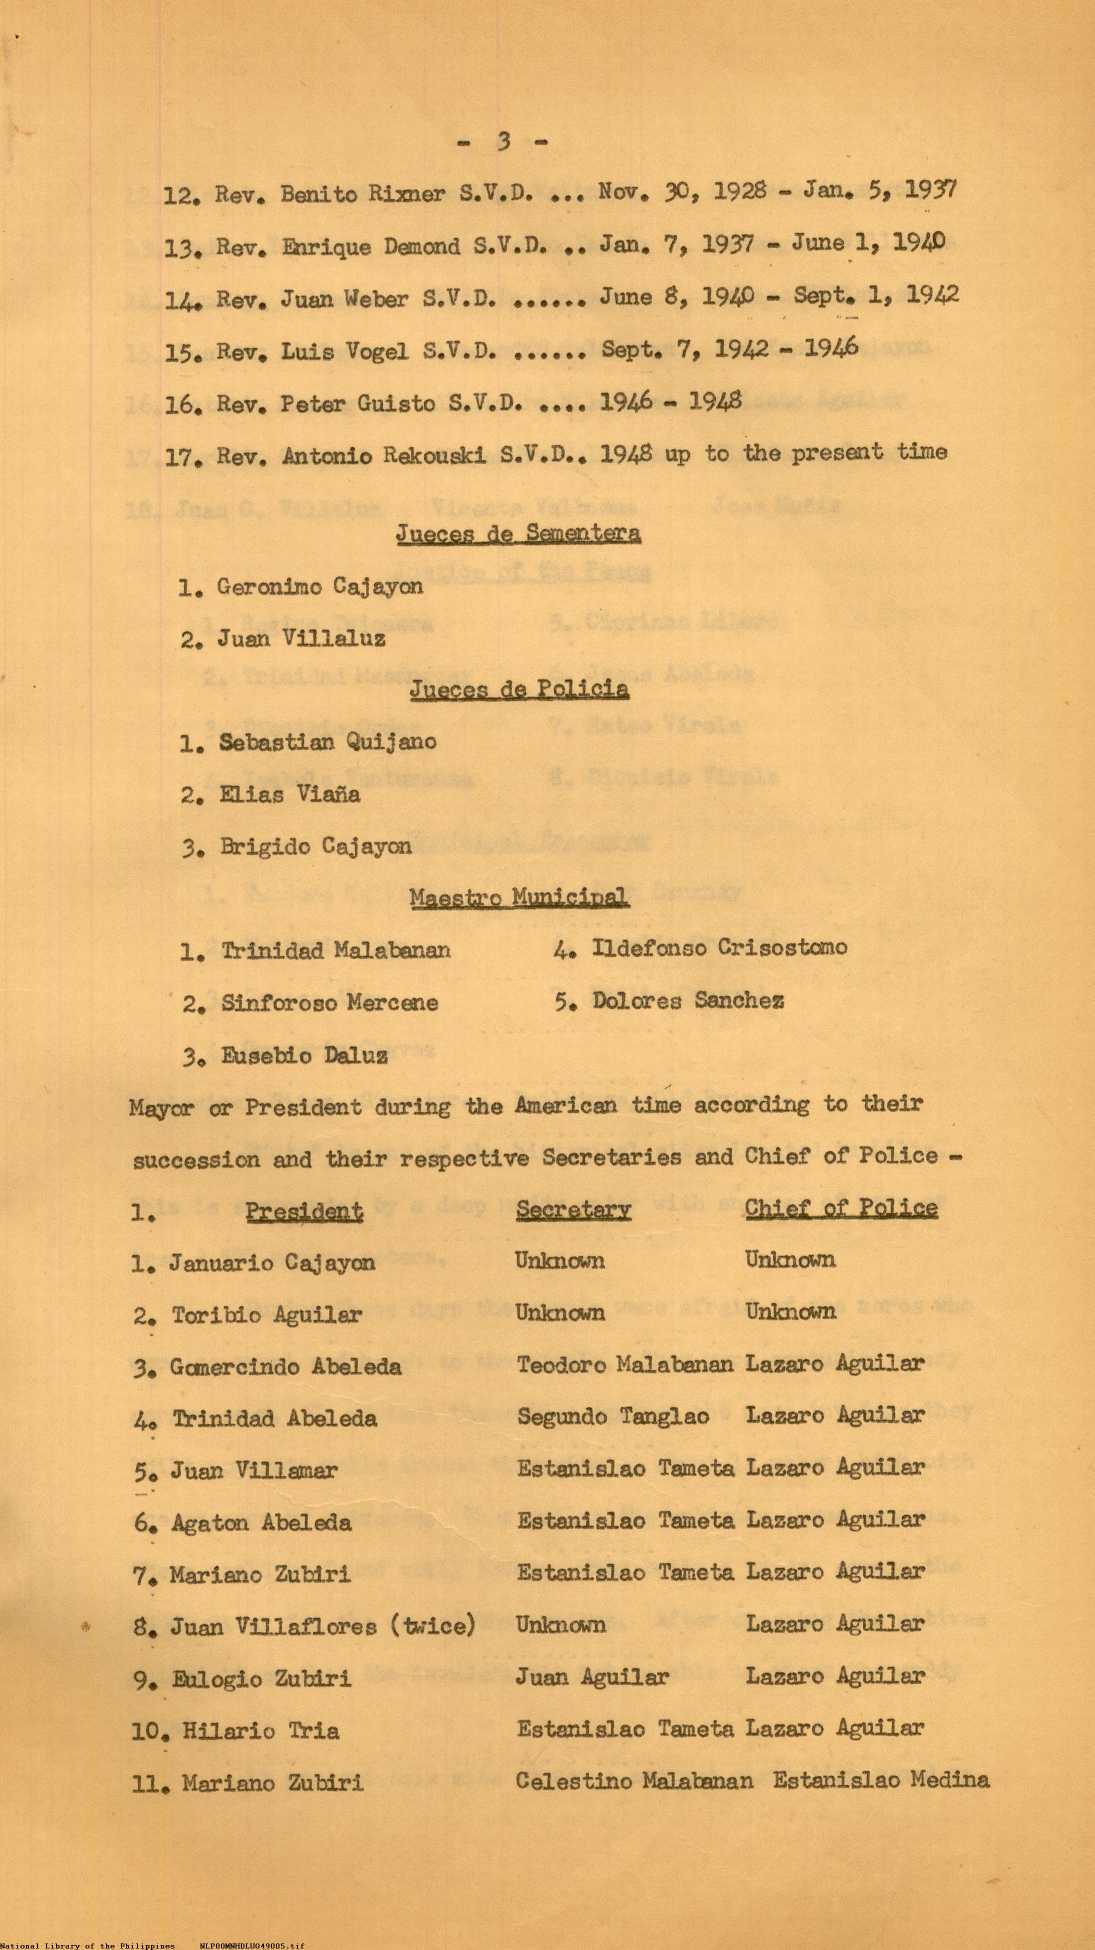 - 3 -
12. Rev. Benito Rixner S.V.D. ... Nov. 30, 1928 - Jan. 5, 1937
13. Rev. Enrique Demond S.V.D. .. Jan. 7, 1937 - June 1, 1940
14. Rev. Juan Weber S.V.D. ...... June 8, 1940 - Sept. 1, 1942
15. Rev. Luis Vogel S.V.D. ...... Sept. 7, 1942 - 1946
16. Rev. Peter Guisto S.V.D. .... 1946 - 1948
17. Rev. Antonio Rekouski S.V.D.. 1948 up to the present time
Jueces de Sementera
1. Geronimo Cajayon
2. Juan Villaluz
Jueces de Policia
1. Sebastian Quijano
2. Elias Viaña
3. Brigido Cajayon
Maestro Municipal
1. Trinidad Malabanan 4. Ildefonso Crisostomo
2. Sinforoso Mercene 5. Dolores Sanchez
3. Eusebio Daluz
Mayor or President during the American time according to their
succession and their respective Secretaries and Chief of Police -
1. President Secretary Chief of Police
1. Januario Cajayon Unknown Unknown
2. Toribio Aguilar Unknown Unknown
3. Gomercindo Abeleda Teodoro Malabanan Lazaro Aguilar
4. Trinidad Abeleda Segundo Tanglao Lazaro Aguilar
5. Juan Villamar Estanislao Tameta Lazaro Aguilar
6. Agaton Abeleda Estanislao Tameta Lazaro Aguilar
7. Mariano Zubiri Estanislao Tameta Lazaro Aguilar
8. Juan Villaflores (twice) Unknown Lazaro Aguilar
9. Eulogio Zubiri Juan Aguilar Lazaro Aguilar
10. Hilario Tria Estanislao Tameta Lazaro Aguilar
11. Mariano Zubiri Celestino Malabanan Estanislao Medina
National Library of the Philippines NLP00MNHDLU049005.tif